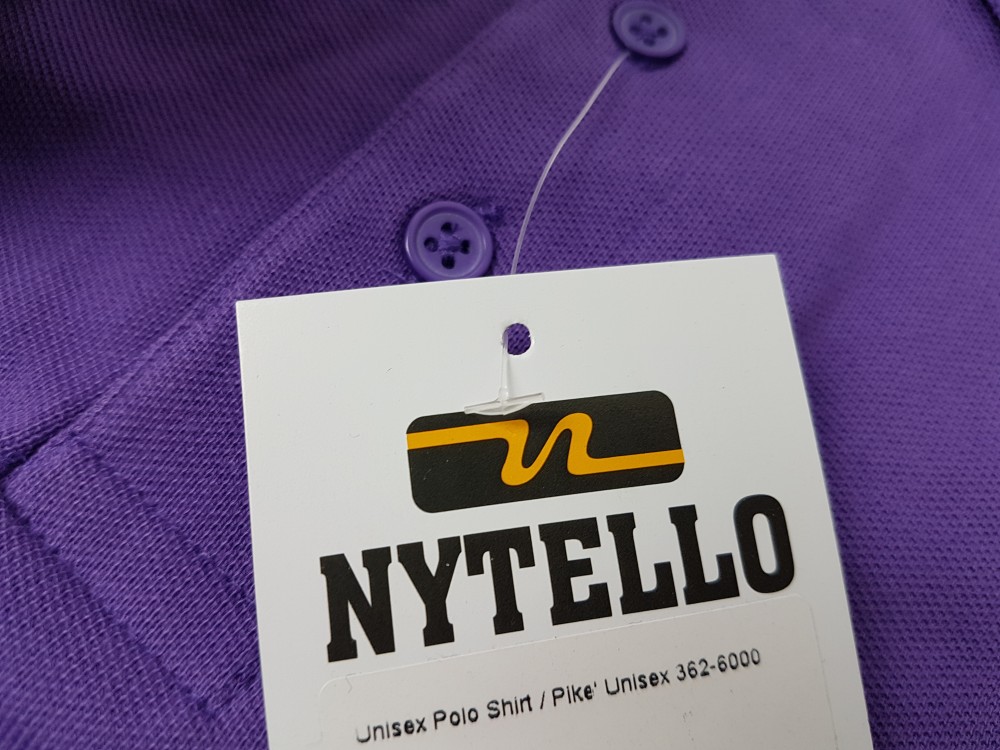 NYTELLO
Unisex Polo Shirt / Pike' Unisex 362-6000